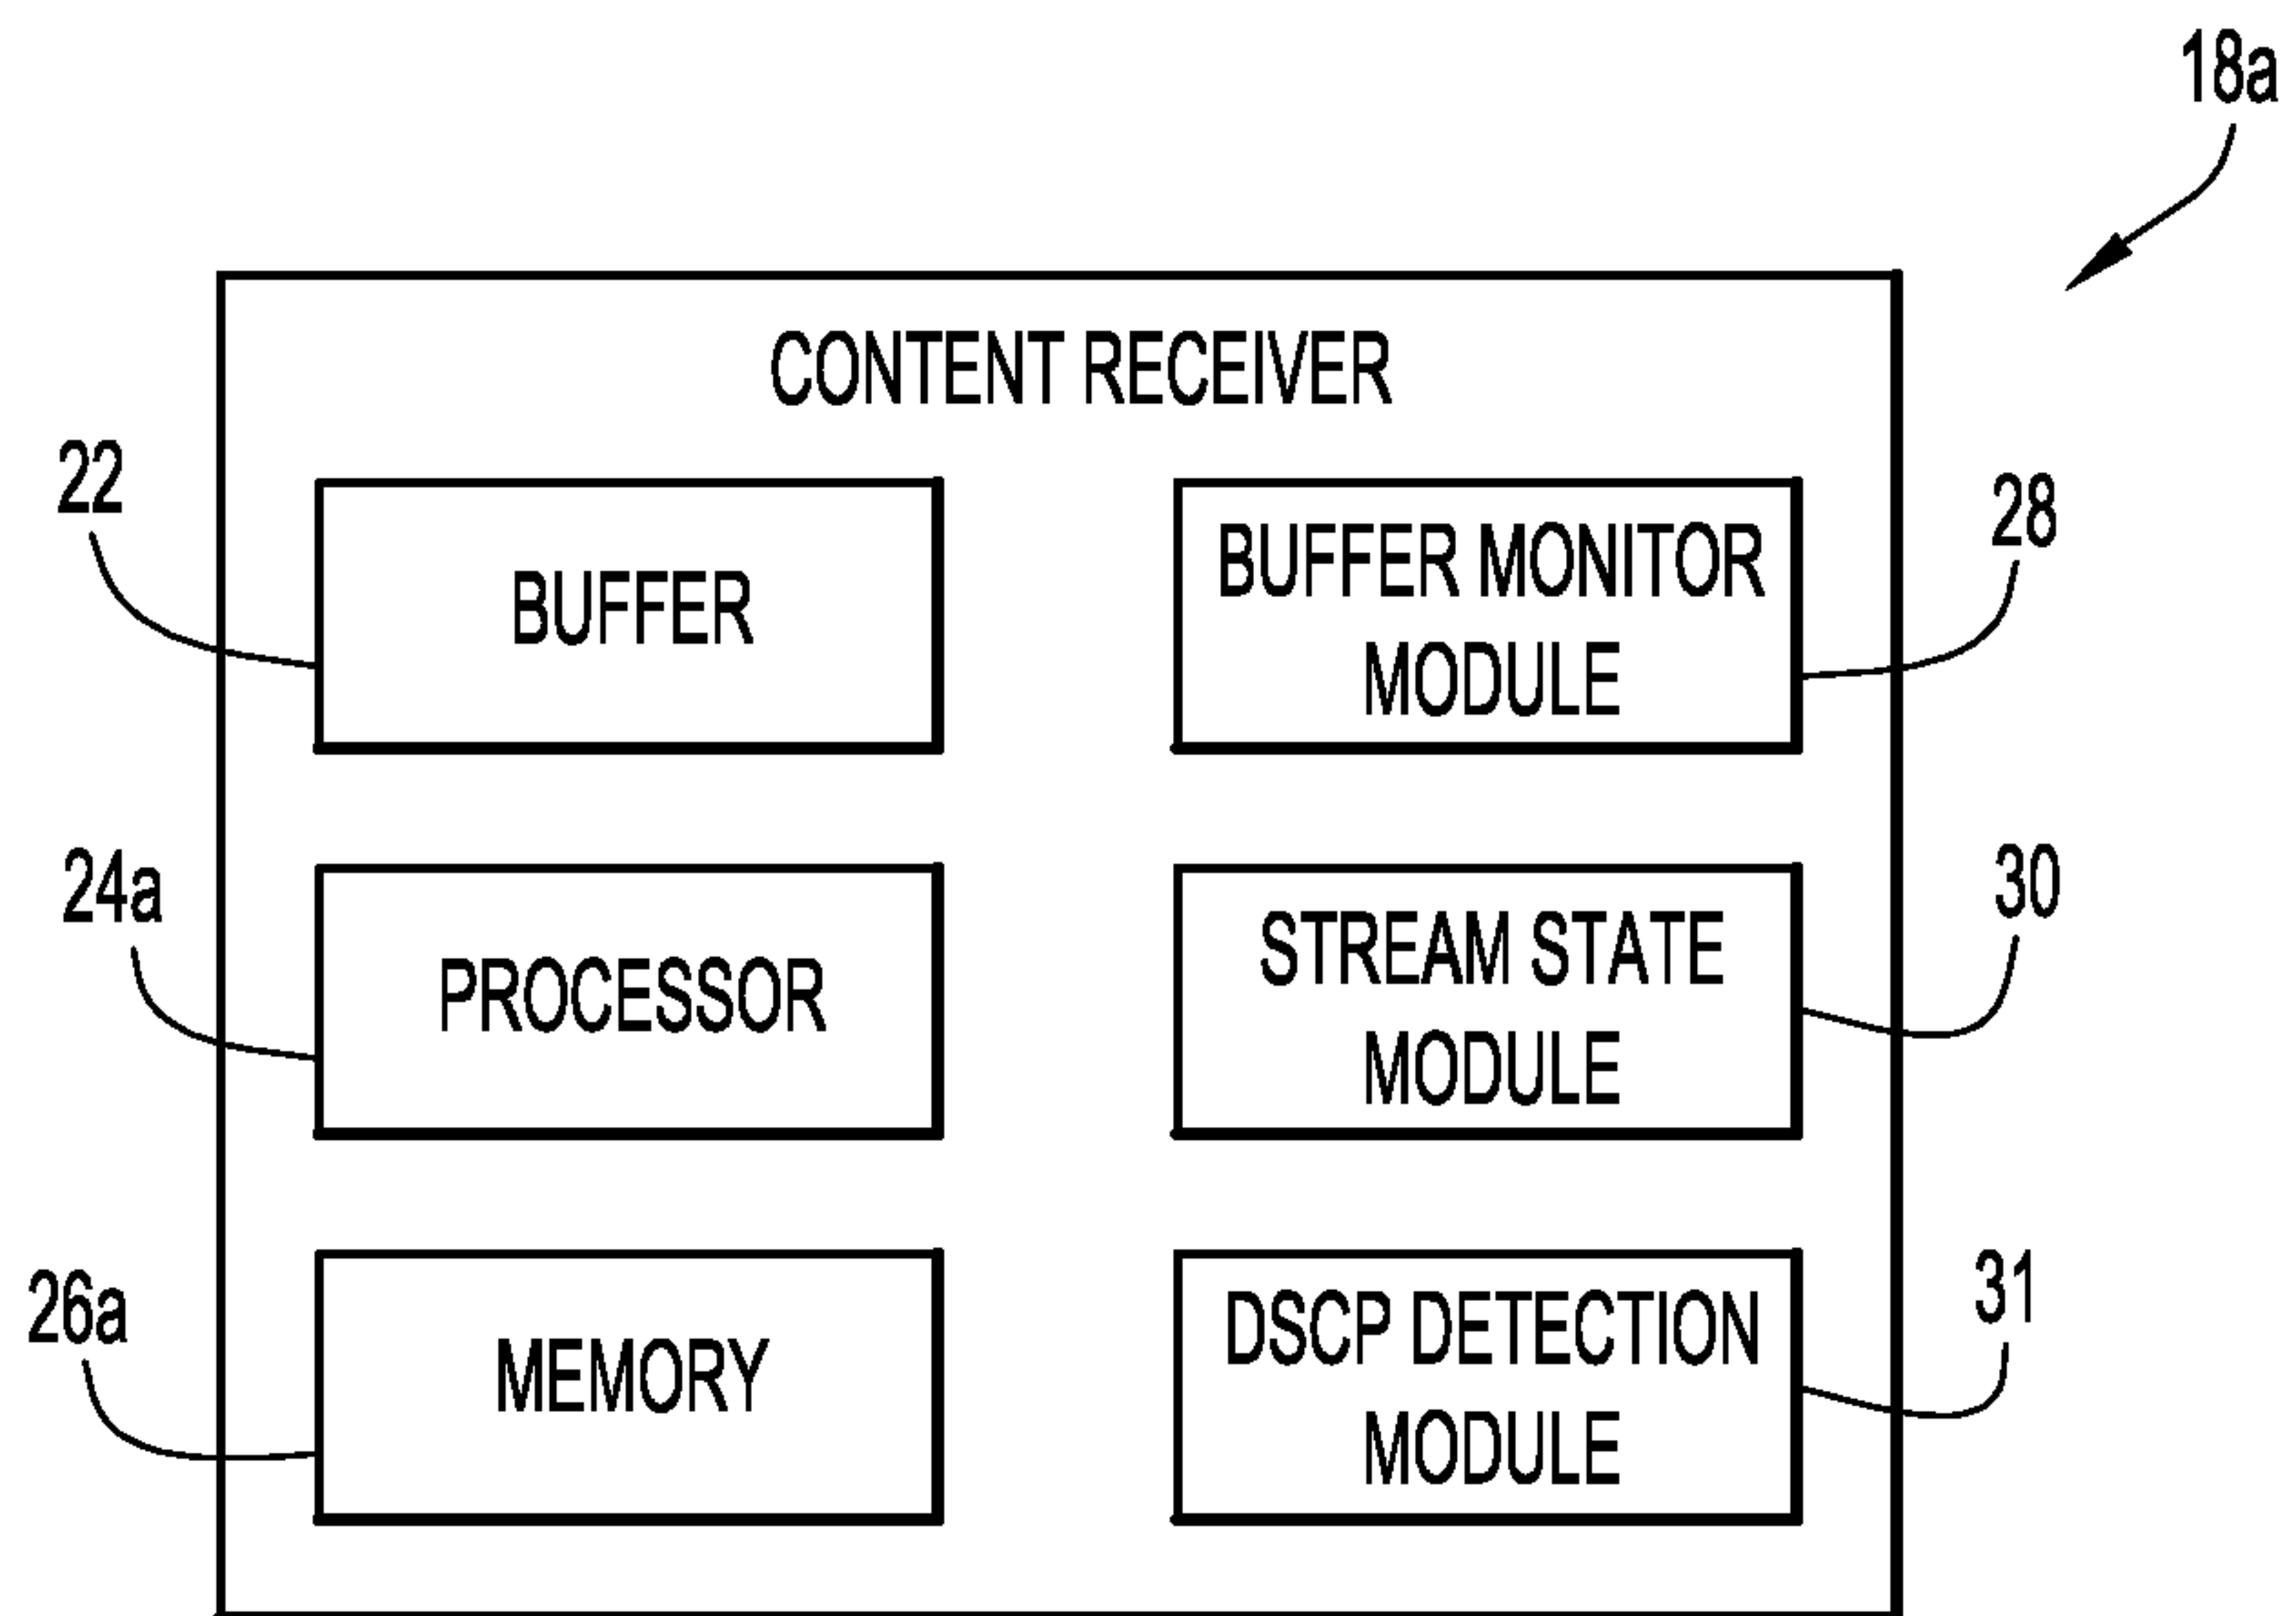 18a
CONTENT RECEIVER
22
BUFFER
BUFFER MONITOR
MODULE
28
24a
PROCESSOR
STREAM STATE
MODULE
30
26a
MEMORY
DSCP DETECTION
MODULE
31